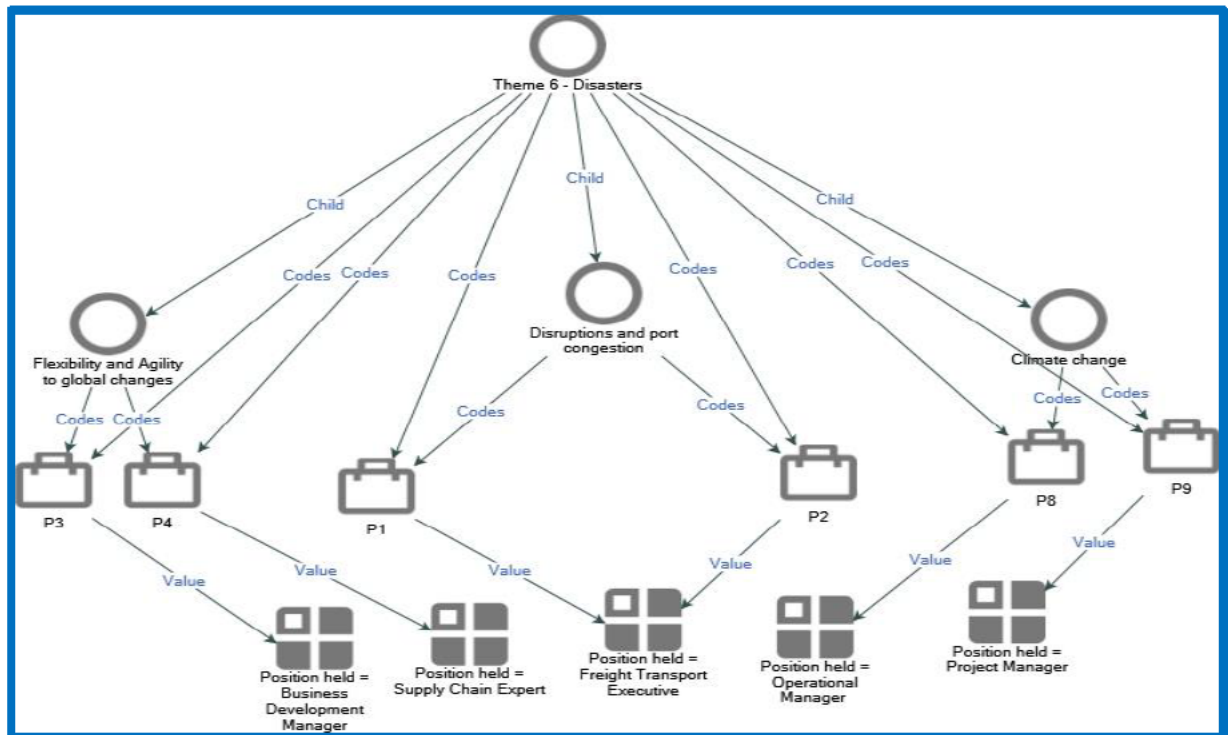 Theme 6 - Disasters
Child
Child
Child
Codes
Codes
Codes
Codes
Codes
Codes
Flexibility and Agility
to global changes
Disruptions and port
congestion
Climate change
Codes
Codes
Codes
Codes
Codes
Codes
P3
P4
P1
P2
P8
P9
Value
Value
Value
Value
Value
Value
Position held =
Business
Development
Manager
Position held =
Supply Chain Expert
Position held =
Freight Transport
Executive
Position held =
Operational
Manager
Position held =
Project Manager